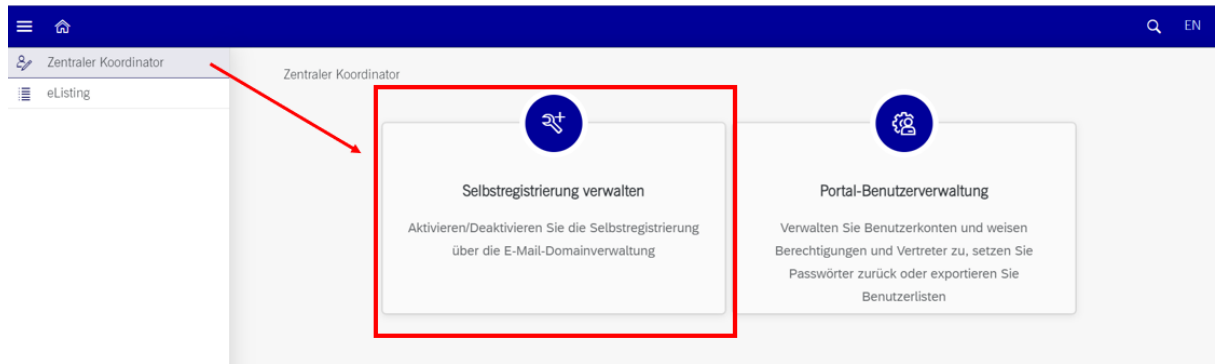 EN
Zentraler Koordinator
eListing
Zentraler Koordinator
Selbstregistrierung verwalten
Aktivieren/Deaktivieren Sie die Selbstregistrierung
über die E-Mail-Domainverwaltung
Portal-Benutzerverwaltung
Verwalten Sie Benutzerkonten und weisen
Berechtigungen und Vertreter zu, setzen Sie
Passwörter zurück oder exportieren Sie
Benutzerlisten